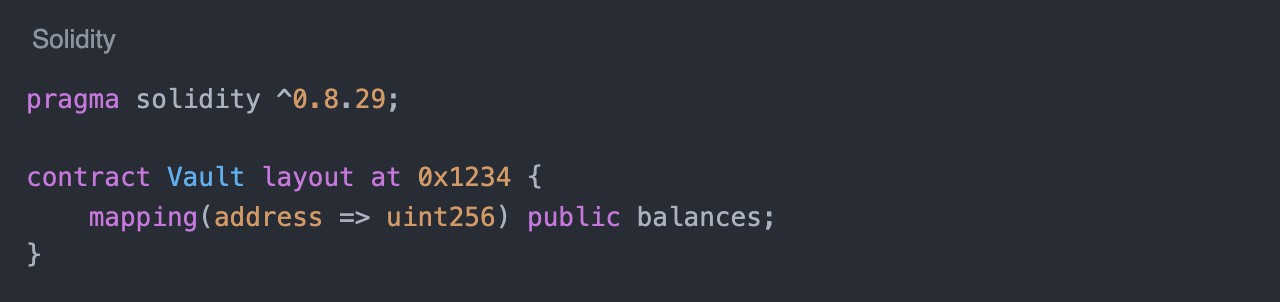 Solidity
pragma solidity ^0.8.29;
contract Vault layout at 0x1234 {
    mapping(address => uint256) public balances;
}